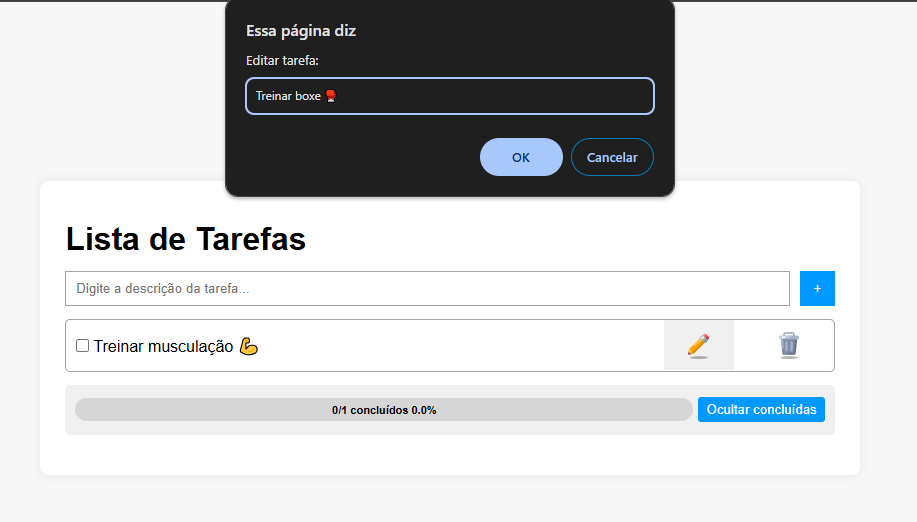 Essa página diz
Editar tarefa:
Treinar boxe 🥊
OK
Cancelar
Lista de Tarefas
Digite a descrição da tarefa...
+
Treinar musculação 💪
0/1 concluídos 0.0%
Ocultar concluídas